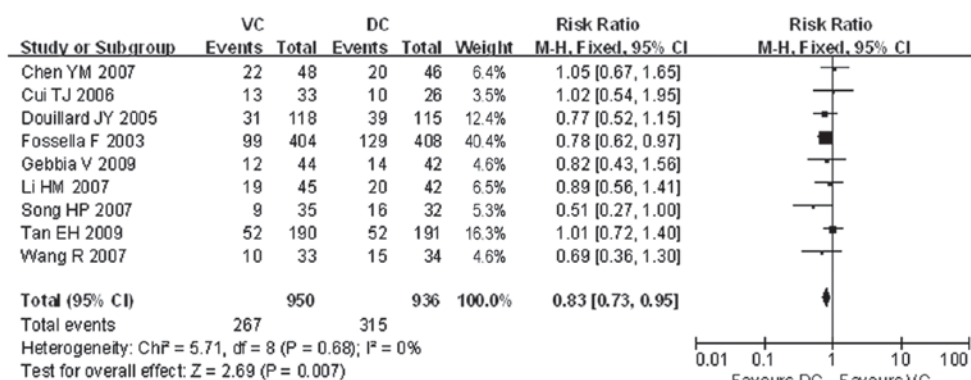 VC DC Risk Ratio Risk Ratio
Study or Subgroup Events Total Events Total Weight M-H, Fixed, 95% CI M-H, Fixed, 95% CI
Chen YM 2007 22 48 20 46 6.4% 1.05 [0.67, 1.65]
Cui TJ 2006 13 33 10 26 3.5% 1.02 [0.54, 1.95]
Douillard JY 2005 31 118 39 115 12.4% 0.77 [0.52, 1.15]
Fossella F 2003 99 404 129 408 40.4% 0.78 [0.62, 0.97]
Gebbia V 2009 12 44 14 42 4.6% 0.82 [0.43, 1.56]
Li HM 2007 19 45 20 42 6.5% 0.89 [0.56, 1.41]
Song HP 2007 9 35 16 32 5.3% 0.51 [0.27, 1.00]
Tan EH 2009 52 190 52 191 16.3% 1.01 [0.72, 1.40]
Wang R 2007 10 33 15 34 4.6% 0.69 [0.36, 1.30]
Total (95% CI) 950 936 100.0% 0.83 [0.73, 0.95]
Total events 267 315
Heterogeneity: Chi² = 5.71, df = 8 (P = 0.68); I² = 0%
Test for overall effect: Z = 2.69 (P = 0.007)
0.01 0.1 1 10 100
Favours DC Favours VC